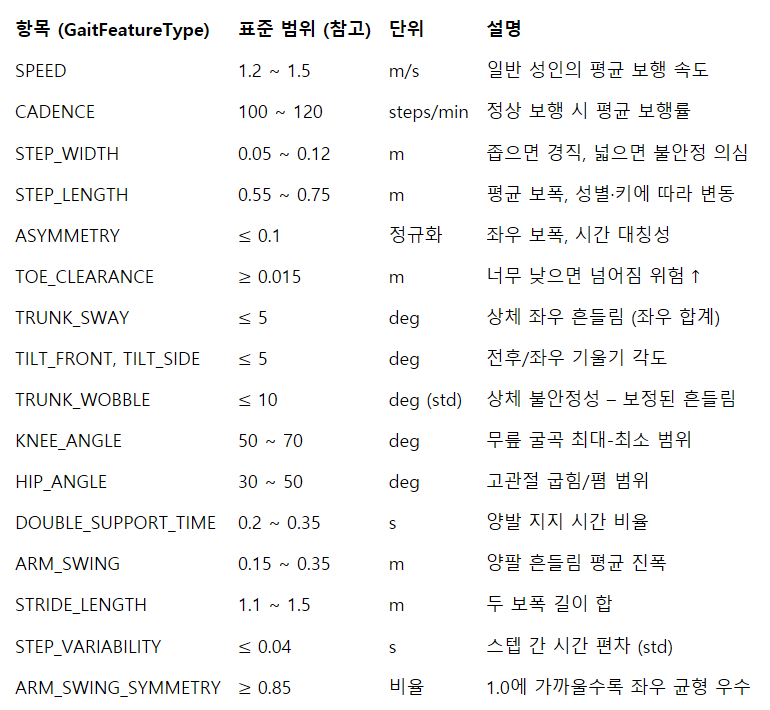 항목 (GaitFeatureType) 표준 범위 (참고) 단위 설명
SPEED 1.2 ~ 1.5 m/s 일반 성인의 평균 보행 속도
CADENCE 100 ~ 120 steps/min 정상 보행 시 평균 보행률
STEP_WIDTH 0.05 ~ 0.12 m 좁으면 경직, 넓으면 불안정 의심
STEP_LENGTH 0.55 ~ 0.75 m 평균 보폭, 성별·키에 따라 변동
ASYMMETRY ≤ 0.1 정규화 좌우 보폭, 시간 대칭성
TOE_CLEARANCE ≥ 0.015 m 너무 낮으면 넘어짐 위험 ↑
TRUNK_SWAY ≤ 5 deg 상체 좌우 흔들림 (좌우 합계)
TILT_FRONT, TILT_SIDE ≤ 5 deg 전후/좌우 기울기 각도
TRUNK_WOBBLE ≤ 10 deg (std) 상체 불안정성 – 보정된 흔들림
KNEE_ANGLE 50 ~ 70 deg 무릎 굴곡 최대-최소 범위
HIP_ANGLE 30 ~ 50 deg 고관절 굽힘/폄 범위
DOUBLE_SUPPORT_TIME 0.2 ~ 0.35 s 양발 지지 시간 비율
ARM_SWING 0.15 ~ 0.35 m 양팔 흔들림 평균 진폭
STRIDE_LENGTH 1.1 ~ 1.5 m 두 보폭 길이 합
STEP_VARIABILITY ≤ 0.04 s 스텝 간 시간 편차 (std)
ARM_SWING_SYMMETRY ≥ 0.85 비율 1.0에 가까울수록 좌우 균형 우수